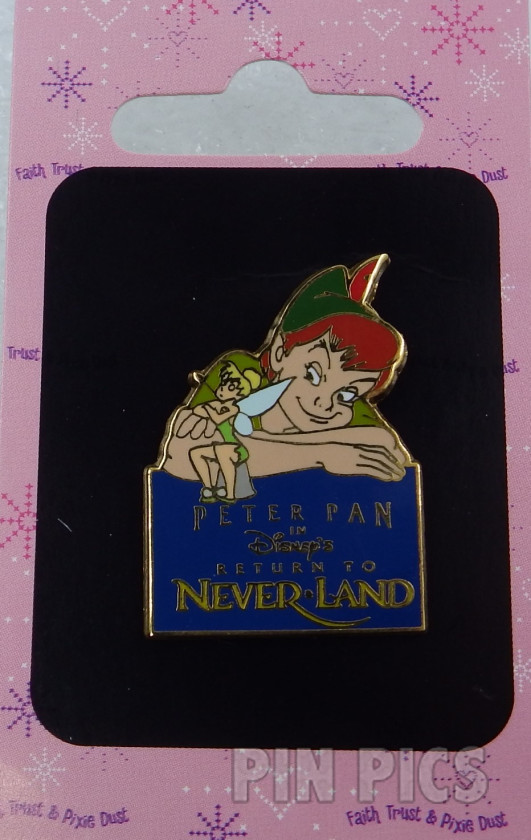 Faith Trust
Dust
Trust
PETER PAN
IN
DISNEY'S
RETURN TO
NEVER·LAND
PIN PICS
Trust & Pixie Dust
Faith Trust & Pixie Dust